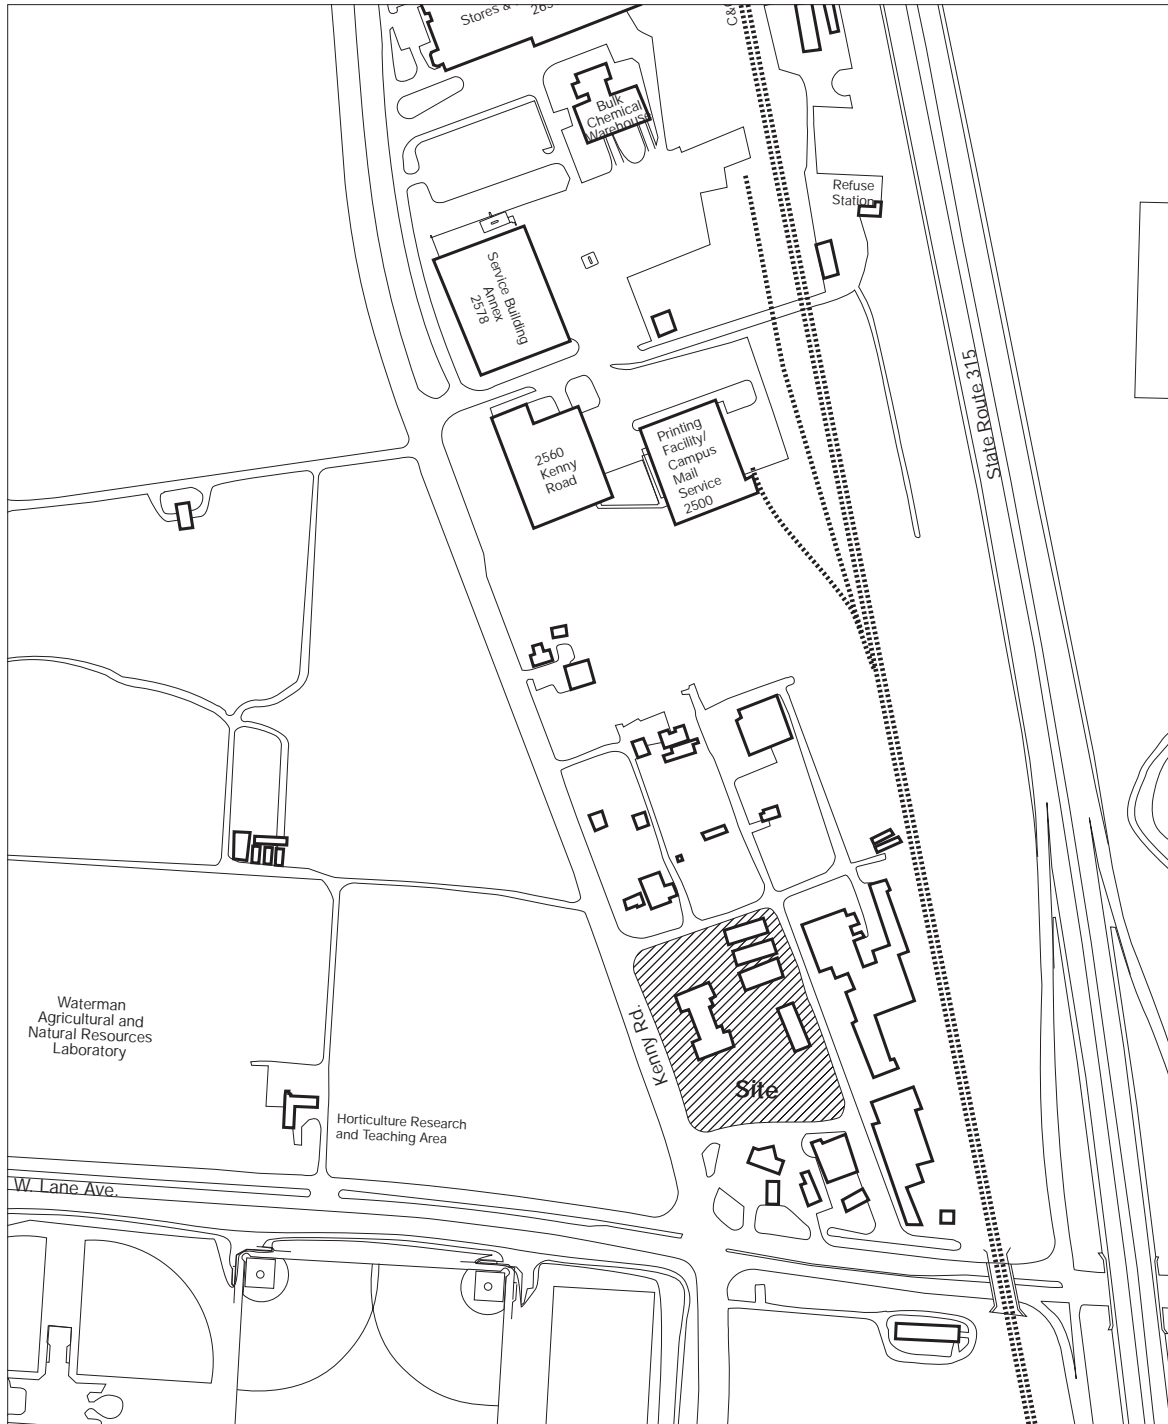 Stores &
C&O
Bulk
Chemical
Warehouse
Refuse
Station
Service Building
Annex
2578
State Route 315
Printing
Facility/
Campus
Mail
Service
2500
2560
Kenny
Road
Waterman
Agricultural and
Natural Resources
Laboratory
Kenny Rd.
Site
Horticulture Research
and Teaching Area
W. Lane Ave.